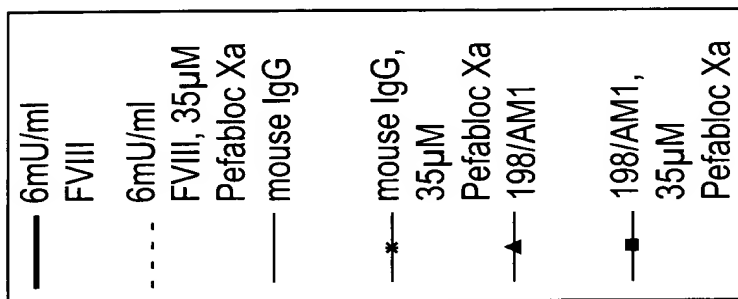 6mU/ml
FVIII
6mU/ml
FVIII, 35µM
Pefabloc Xa
mouse IgG
mouse IgG,
35µM
Pefabloc Xa
198/AM1
198/AM1,
35µM
Pefabloc Xa